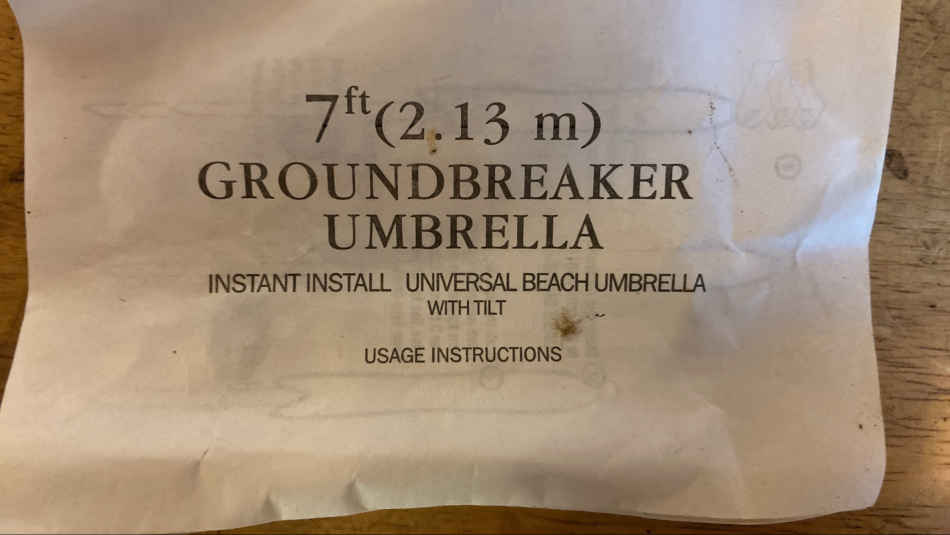 7ft(2.13 m)
GROUNDBREAKER
UMBRELLA
INSTANT INSTALL UNIVERSAL BEACH UMBRELLA
WITH TILT
USAGE INSTRUCTIONS